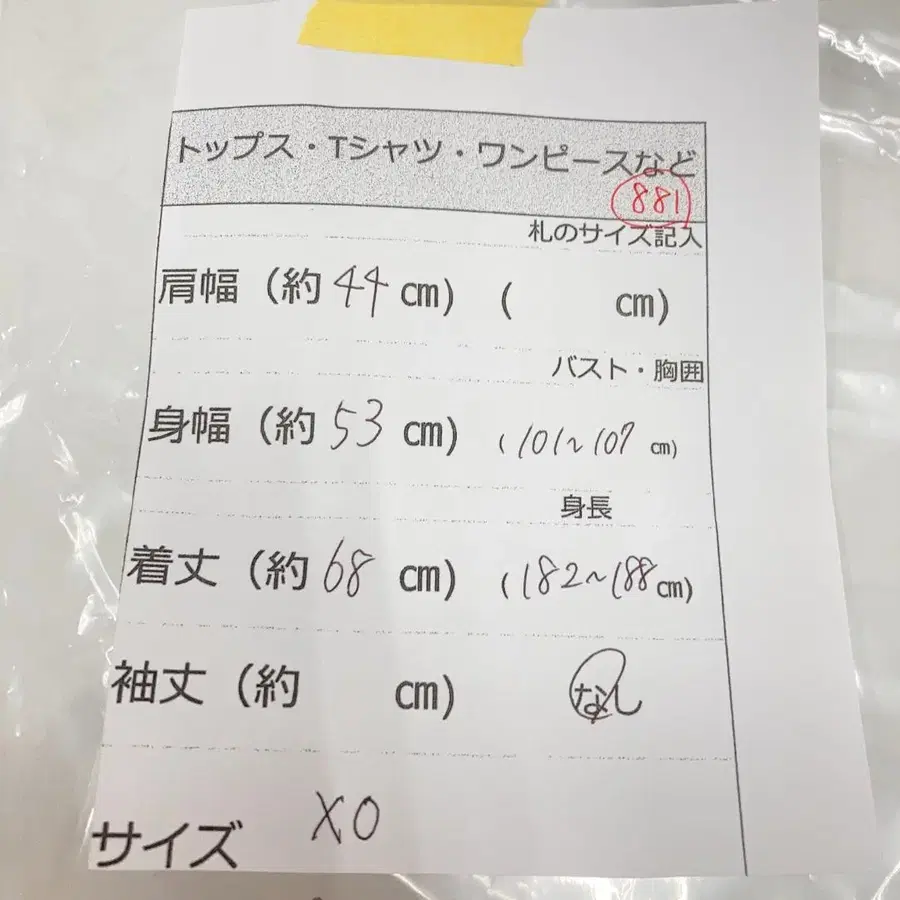 トップス・Tシャツ・ワンピースなど
881
札のサイズ記入
肩幅（約 44 cm）（ cm）
バスト・胸囲
身幅（約 53 cm）（101～107 cm）
身長
着丈（約 68 cm）（182～188 cm）
袖丈（約 cm） なし
サイズ XO